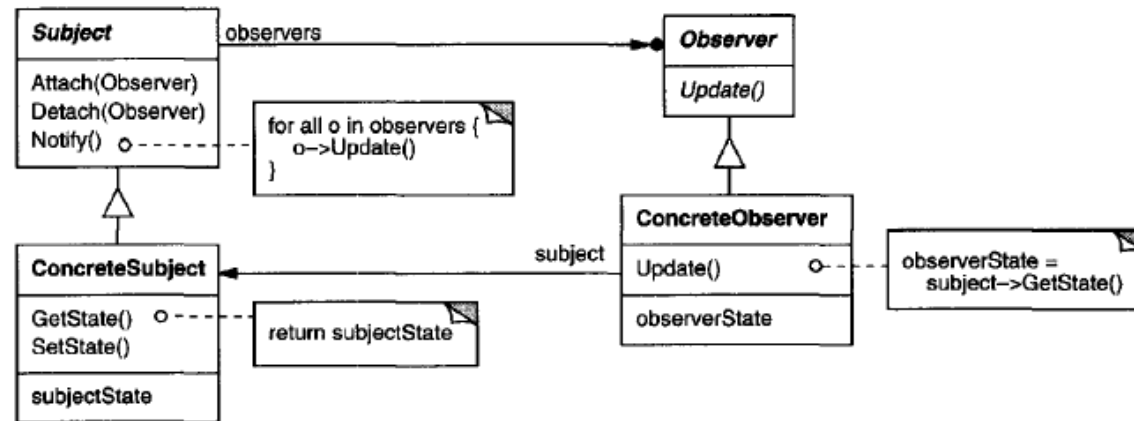 Subject
observers
Observer
Attach(Observer)
Detach(Observer)
Notify()
for all o in observers {
o–>Update()
}
Update()
ConcreteSubject
GetState()
SetState()
subjectState
return subjectState
subject
ConcreteObserver
Update()
observerState
observerState =
subject–>GetState()